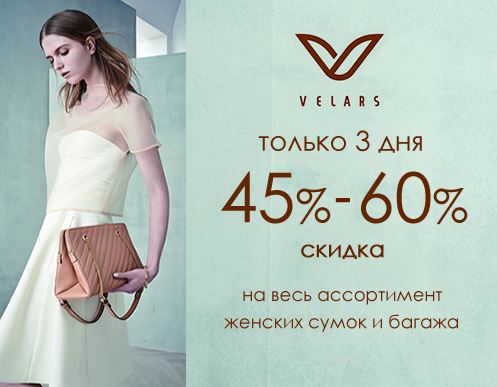 VELARS
только 3 дня
45%-60%
скидка
на весь ассортимент
женских сумок и багажа